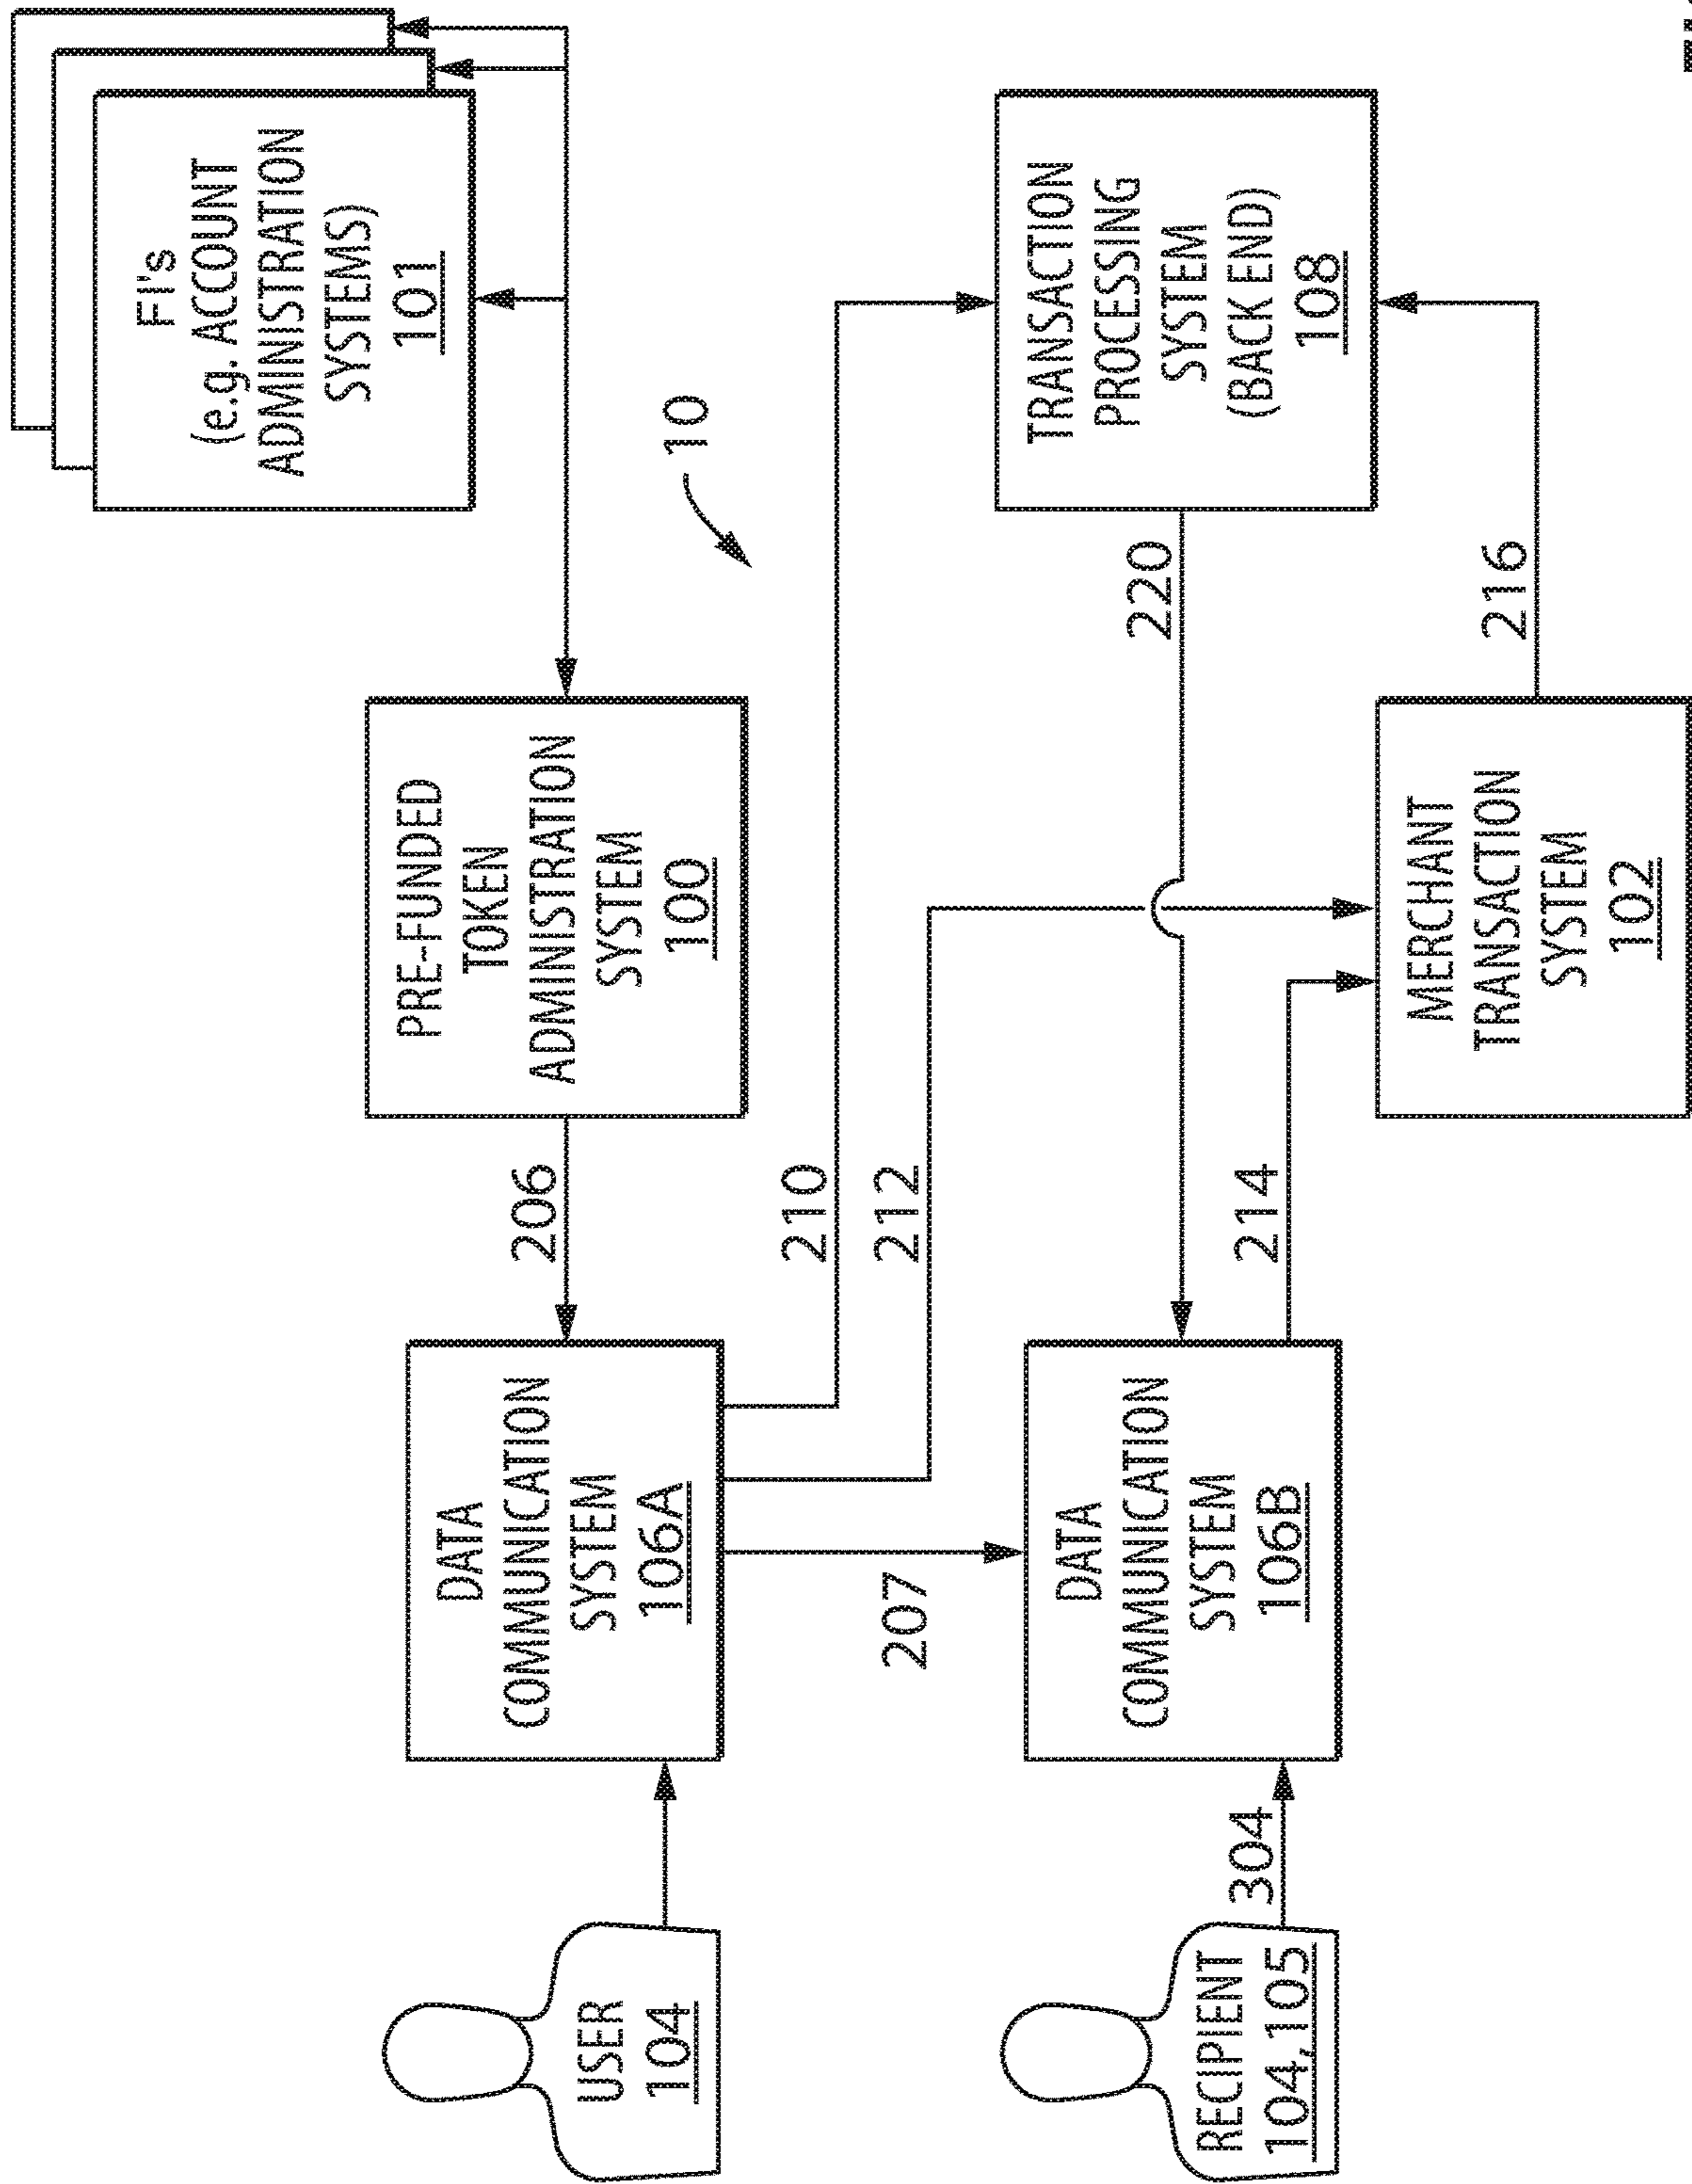 FI's
(e.g. ACCOUNT
ADMINISTRATION
SYSTEMS)
101
PRE-FUNDED
TOKEN
ADMINISTRATION
SYSTEM
100
206
DATA
COMMUNICATION
SYSTEM
106A
USER
104
10
210
212
207
TRANSACTION
PROCESSING
SYSTEM
(BACK END)
108
220
216
214
MERCHANT
TRANSACTION
SYSTEM
102
DATA
COMMUNICATION
SYSTEM
106B
304
RECIPIENT
104,105